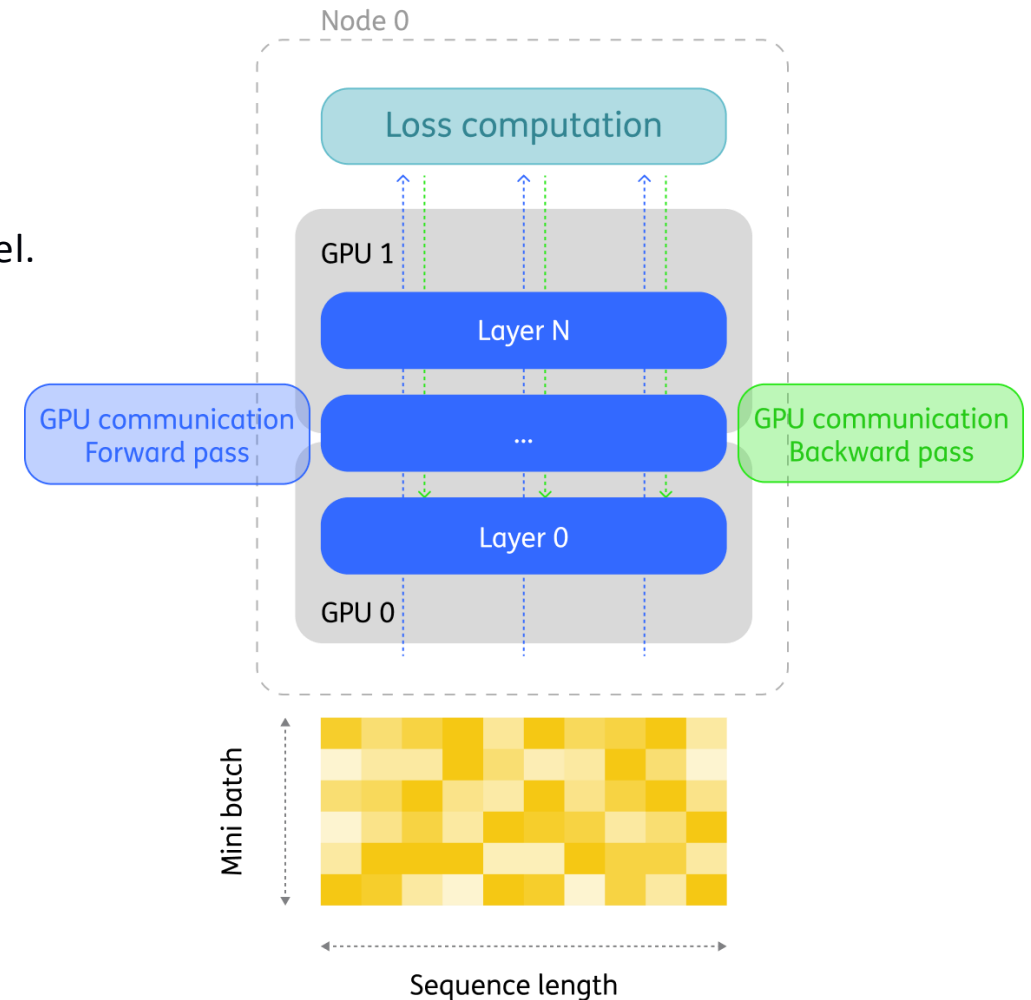 Node 0
Loss computation
el.
GPU 1
Layer N
GPU communication
Forward pass
...
GPU communication
Backward pass
Layer 0
GPU 0
Mini batch
Sequence length